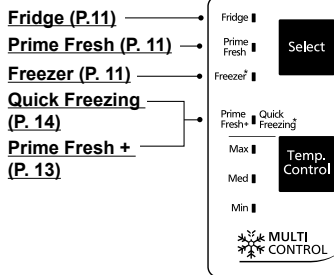 Fridge (P.11)
Prime Fresh (P. 11)
Freezer (P. 11)
Quick Freezing
(P. 14)
Prime Fresh +
(P. 13)
Fridge
Prime
Fresh
Freezer*
Select
Prime Quick
Fresh+ Freezing*
Max
Med
Min
Temp.
Control
MULTI
CONTROL